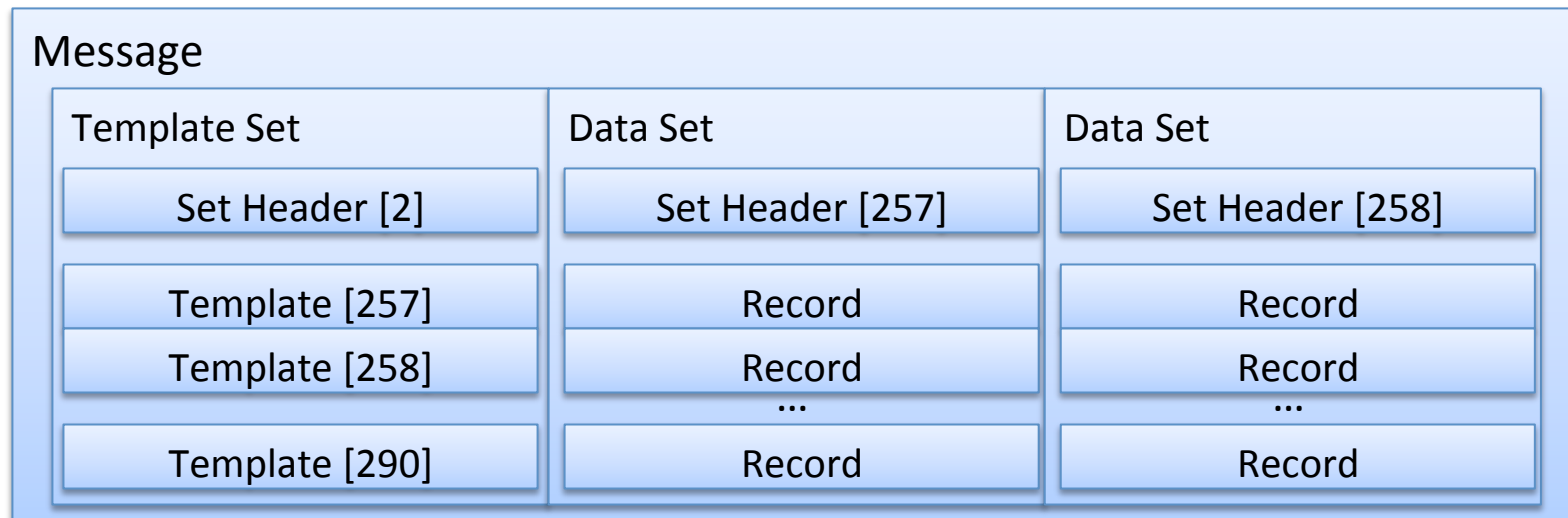 Message
Template Set
Set Header [2]
Template [257]
Template [258]
Template [290]
Data Set
Set Header [257]
Record
Record
...
Record
Data Set
Set Header [258]
Record
Record
...
Record